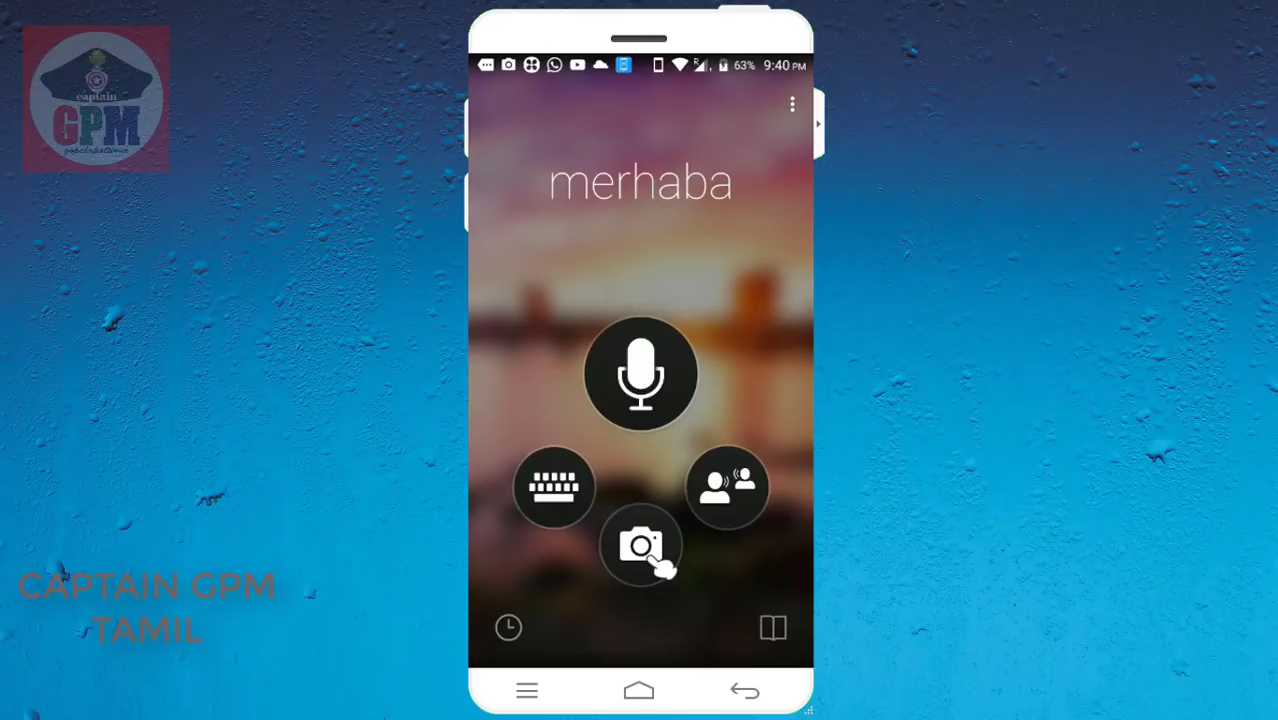 captain
GPM
63%
9:40 PM
merhaba
CAPTAIN GPM
TAMIL